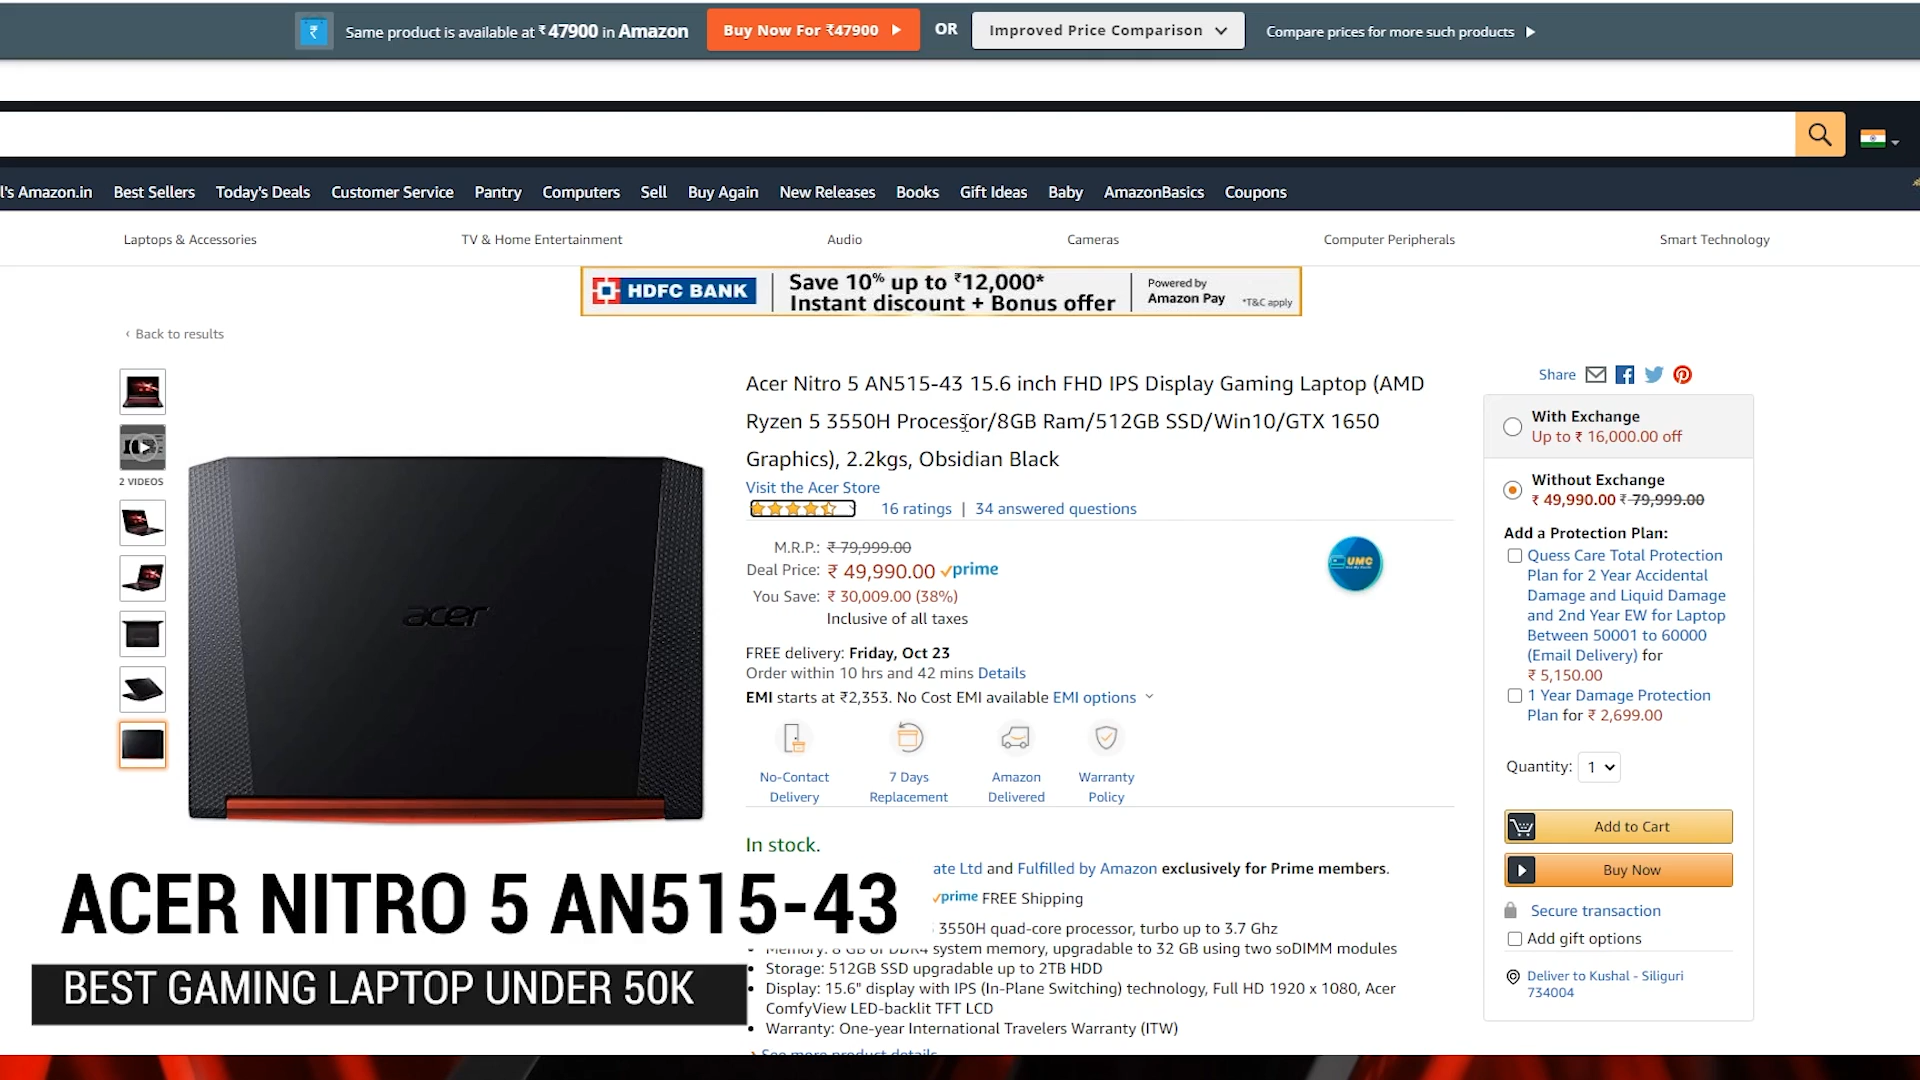 Same product is available at ₹ 47900 in Amazon
Buy Now For ₹47900
OR
Improved Price Comparison
Compare prices for more such products
l's Amazon.in Best Sellers Today's Deals Customer Service Pantry Computers Sell Buy Again New Releases Books Gift Ideas Baby AmazonBasics Coupons
Laptops & Accessories TV & Home Entertainment Audio Cameras Computer Peripherals Smart Technology
HDFC BANK
Save 10% up to ₹12,000*
Instant discount + Bonus offer
Powered by
Amazon Pay
*T&C apply
‹ Back to results
2 VIDEOS
acer
Acer Nitro 5 AN515-43 15.6 inch FHD IPS Display Gaming Laptop (AMD
Ryzen 5 3550H Processor/8GB Ram/512GB SSD/Win10/GTX 1650
Graphics), 2.2kgs, Obsidian Black
Visit the Acer Store
16 ratings | 34 answered questions
M.R.P.: ₹ 79,999.00
Deal Price: ₹ 49,990.00 prime
You Save: ₹ 30,009.00 (38%)
Inclusive of all taxes
UMC
FREE delivery: Friday, Oct 23
Order within 10 hrs and 42 mins Details
EMI starts at ₹2,353. No Cost EMI available EMI options
No-Contact
Delivery
7 Days
Replacement
Amazon
Delivered
Warranty
Policy
In stock.
ate Ltd and Fulfilled by Amazon exclusively for Prime members.
prime FREE Shipping
3550H quad-core processor, turbo up to 3.7 Ghz
Memory: 8 GB of DDR4 system memory, upgradable to 32 GB using two soDIMM modules
Storage: 512GB SSD upgradable up to 2TB HDD
Display: 15.6" display with IPS (In-Plane Switching) technology, Full HD 1920 x 1080, Acer
ComfyView LED-backlit TFT LCD
Warranty: One-year International Travelers Warranty (ITW)
See more product details
Share
With Exchange
Up to ₹ 16,000.00 off
Without Exchange
₹ 49,990.00 ₹ 79,999.00
Add a Protection Plan:
Quess Care Total Protection
Plan for 2 Year Accidental
Damage and Liquid Damage
and 2nd Year EW for Laptop
Between 50001 to 60000
(Email Delivery) for
₹ 5,150.00
1 Year Damage Protection
Plan for ₹ 2,699.00
Quantity: 1
Add to Cart
Buy Now
Secure transaction
Add gift options
Deliver to Kushal - Siliguri
734004
ACER NITRO 5 AN515-43
BEST GAMING LAPTOP UNDER 50K